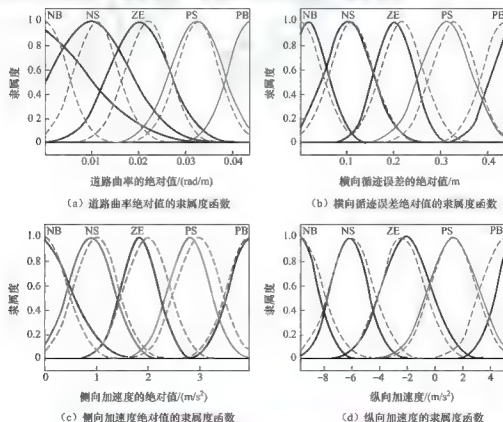 NB NS ZE PS PB
1.0
0.8
0.6
0.4
0.2
0
隶属度
0.01 0.02 0.03 0.04
道路曲率的绝对值/(rad/m)
(a) 道路曲率绝对值的隶属度函数
NB NS ZE PS PB
1.0
0.8
0.6
0.4
0.2
0
隶属度
0.1 0.2 0.3 0.4
横向循迹误差的绝对值/m
(b) 横向循迹误差绝对值的隶属度函数
NB NS ZE PS PB
1.0
0.8
0.6
0.4
0.2
0
隶属度
0 1 2 3
侧向加速度的绝对值/(m/s²)
(c) 侧向加速度绝对值的隶属度函数
NB NS ZE PS PB
1.0
0.8
0.6
0.4
0.2
0
隶属度
−8 −6 −4 −2 0 2 4
纵向加速度/(m/s²)
(d) 纵向加速度的隶属度函数